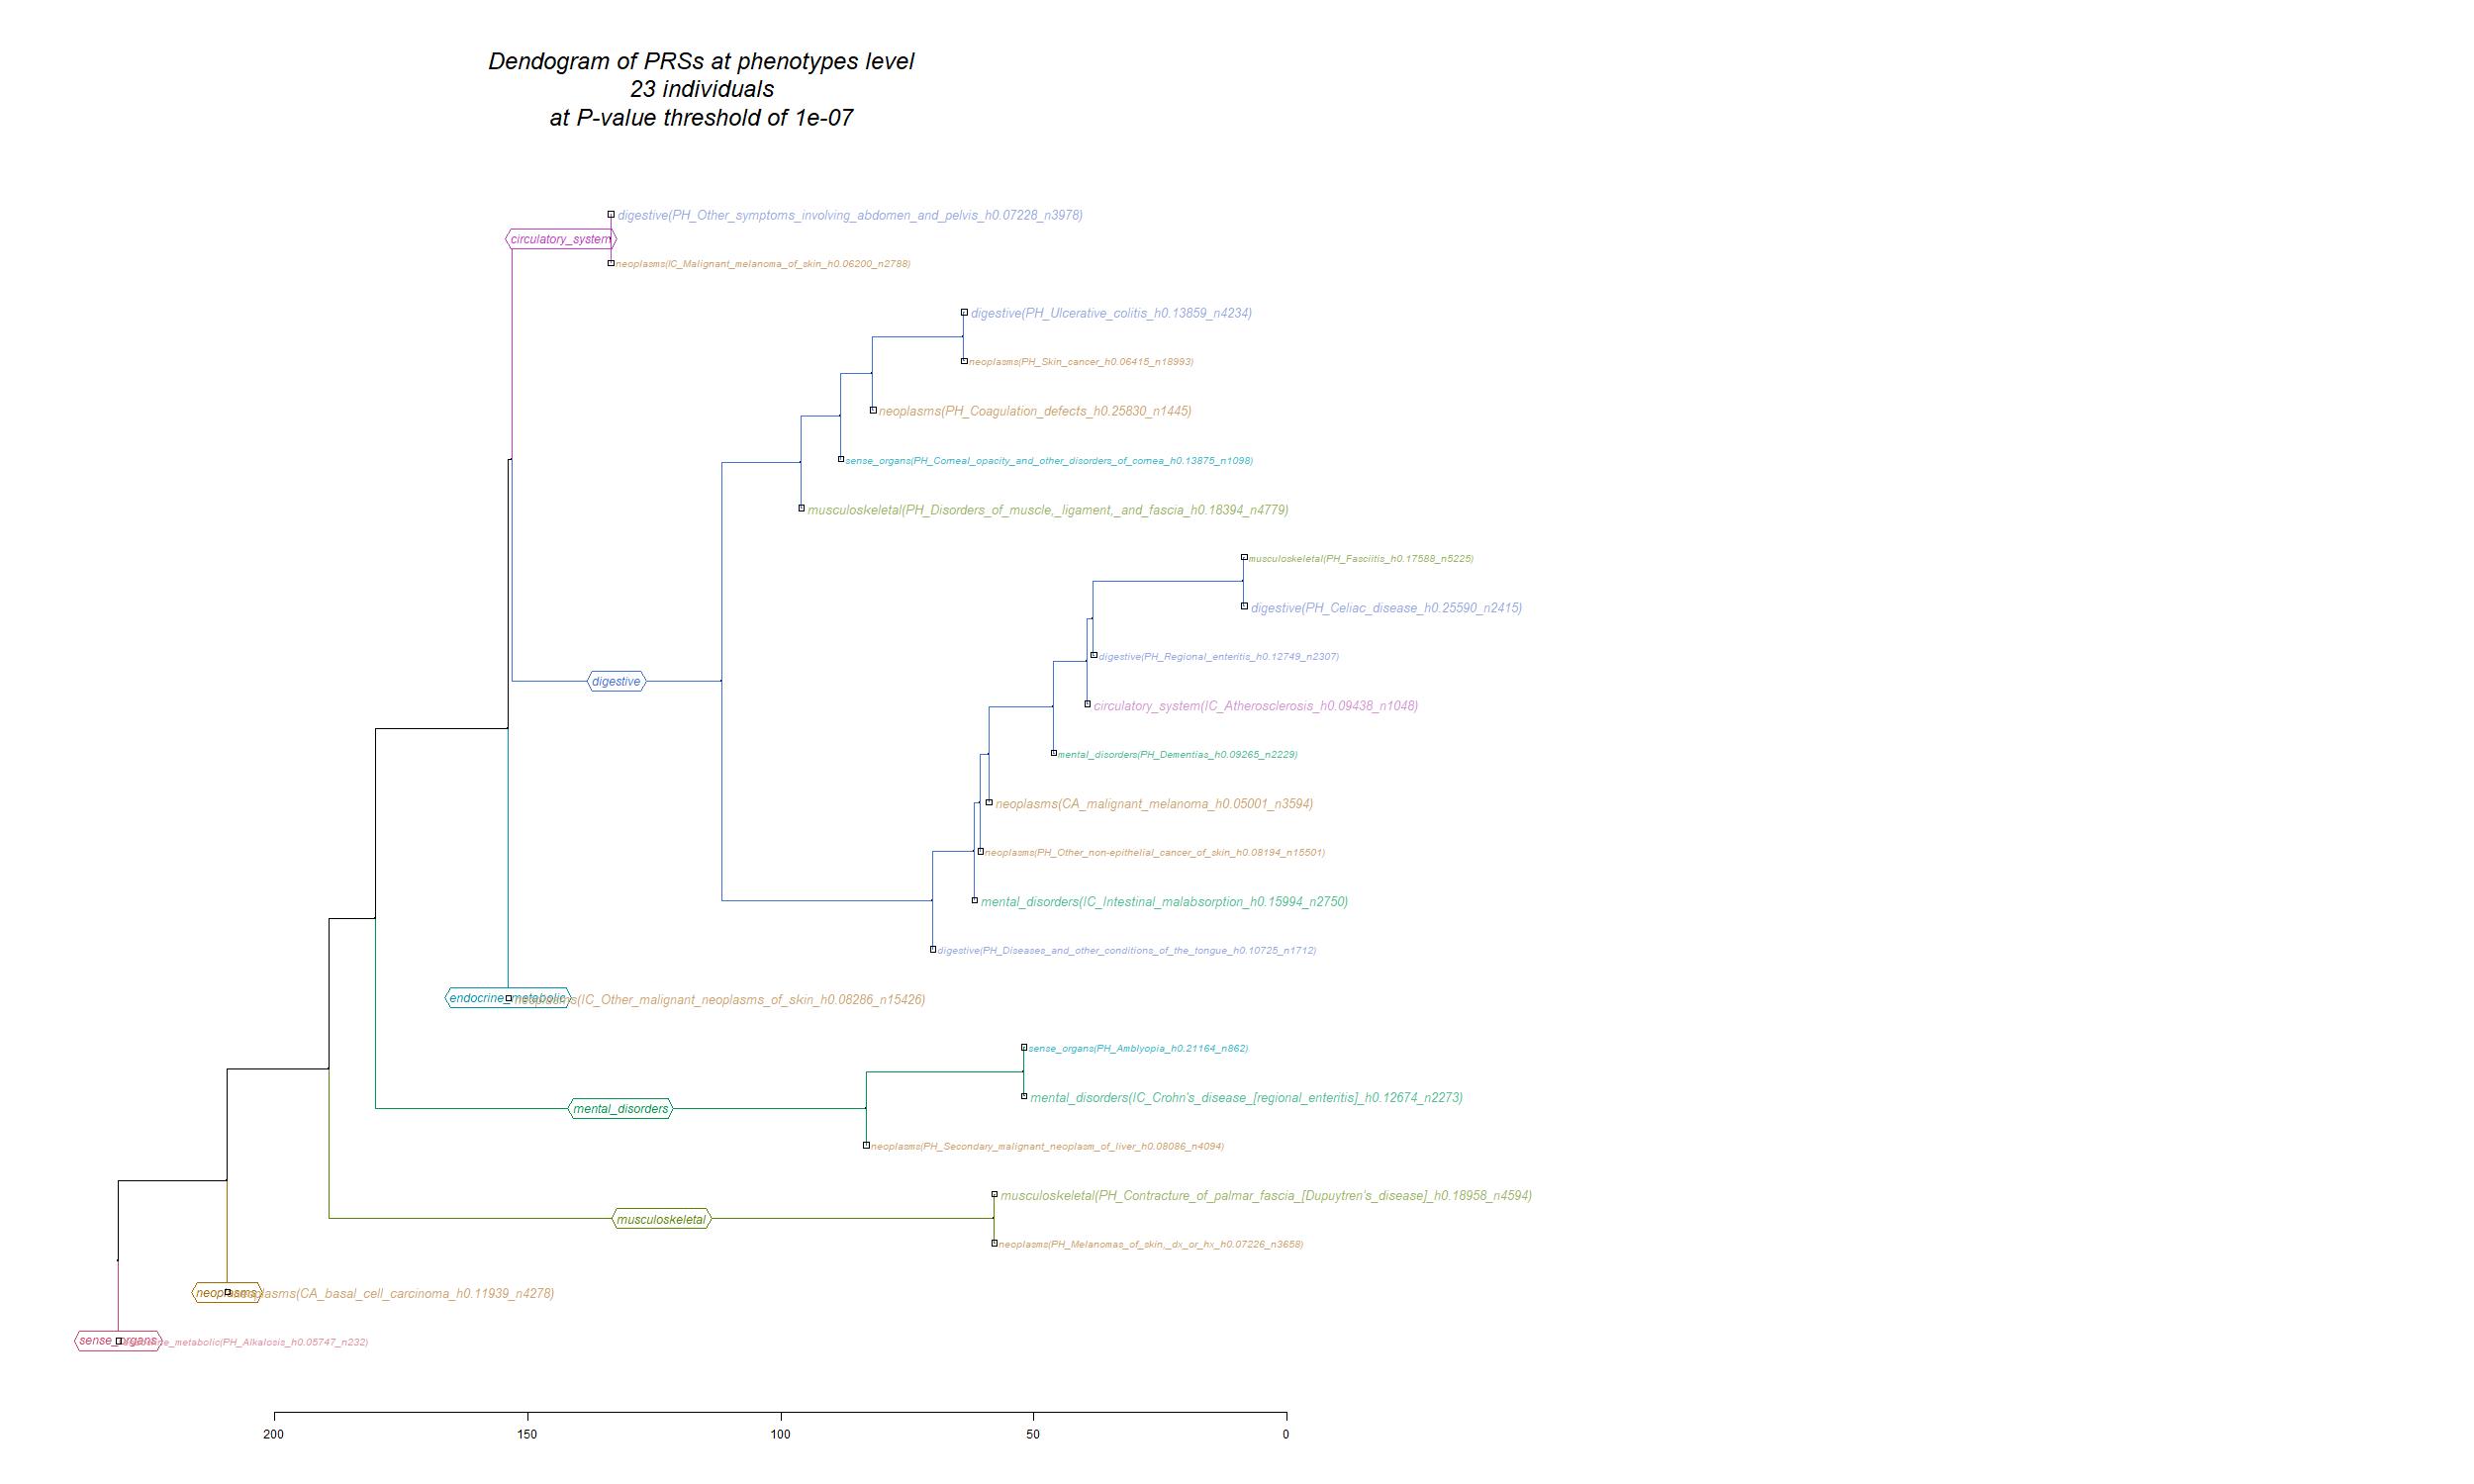 Dendogram of PRSs at phenotypes level
23 individuals
at P-value threshold of 1e-07
digestive(PH_Other_symptoms_involving_abdomen_and_pelvis_h0.07228_n3978)
circulatory_system
neoplasms(IC_Malignant_melanoma_of_skin_h0.06200_n2788)
digestive(PH_Ulcerative_colitis_h0.13859_n4234)
neoplasms(PH_Skin_cancer_h0.06415_n18993)
neoplasms(PH_Coagulation_defects_h0.25830_n1445)
sense_organs(PH_Corneal_opacity_and_other_disorders_of_cornea_h0.13875_n1098)
musculoskeletal(PH_Disorders_of_muscle,_ligament,_and_fascia_h0.18394_n4779)
musculoskeletal(PH_Fasciitis_h0.17588_n5225)
digestive(PH_Celiac_disease_h0.25590_n2415)
digestive(PH_Regional_enteritis_h0.12749_n2307)
digestive
circulatory_system(IC_Atherosclerosis_h0.09438_n1048)
mental_disorders(PH_Dementias_h0.09265_n2229)
neoplasms(CA_malignant_melanoma_h0.05001_n3594)
neoplasms(PH_Other_non-epithelial_cancer_of_skin_h0.08194_n15501)
mental_disorders(IC_Intestinal_malabsorption_h0.15994_n2750)
digestive(PH_Diseases_and_other_conditions_of_the_tongue_h0.10725_n1712)
endocrine_metabolic
neoplasms(IC_Other_malignant_neoplasms_of_skin_h0.08286_n15426)
sense_organs(PH_Amblyopia_h0.21164_n862)
mental_disorders(IC_Crohn's_disease_[regional_enteritis]_h0.12674_n2273)
mental_disorders
neoplasms(PH_Secondary_malignant_neoplasm_of_liver_h0.08086_n4094)
musculoskeletal(PH_Contracture_of_palmar_fascia_[Dupuytren's_disease]_h0.18958_n4594)
musculoskeletal
neoplasms(PH_Melanomas_of_skin,_dx_or_hx_h0.07226_n3658)
neoplasms
neoplasms(CA_basal_cell_carcinoma_h0.11939_n4278)
sense_organs
endocrine_metabolic(PH_Alkalosis_h0.05747_n232)
200 150 100 50 0